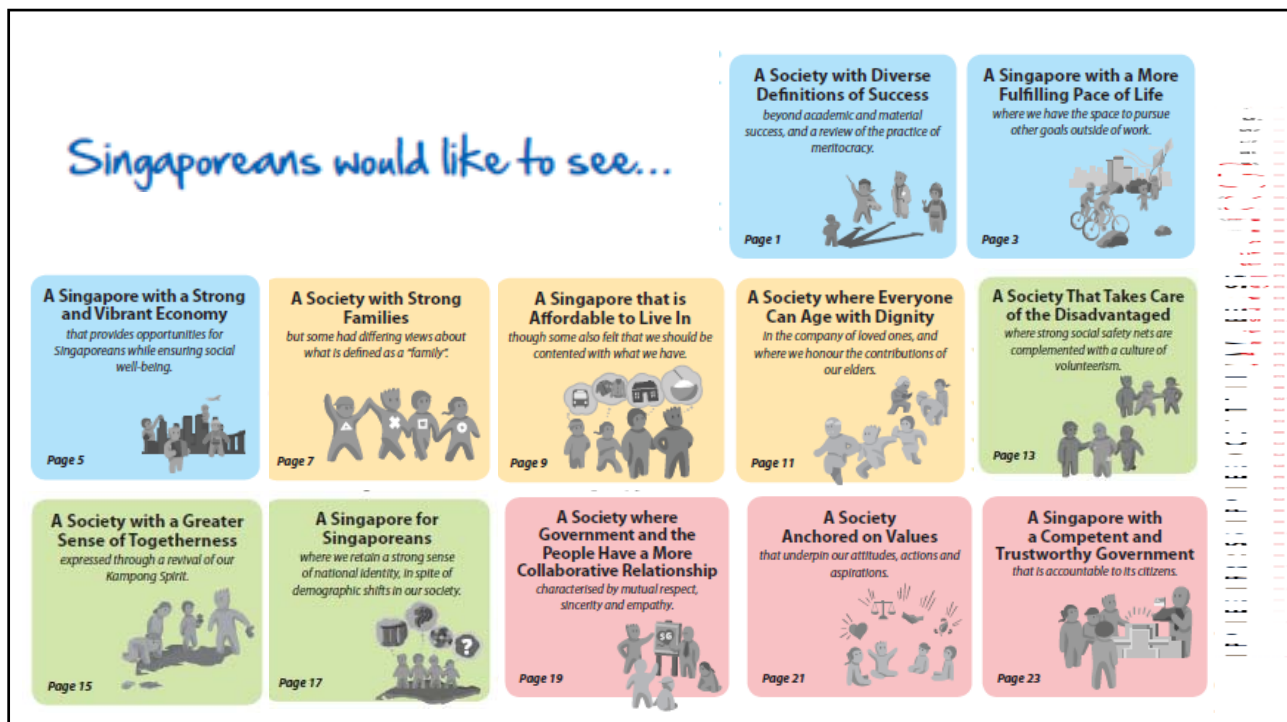 Singaporeans would like to see...
A Society with Diverse
Definitions of Success
beyond academic and material
success, and a review of the practice of
meritocracy.
Page 1
A Singapore with a More
Fulfilling Pace of Life
where we have the space to pursue
other goals outside of work.
Page 3
A Singapore with a Strong
and Vibrant Economy
that provides opportunities for
Singaporeans while ensuring social
well-being.
Page 5
A Society with Strong
Families
but some had differing views about
what is defined as a "family".
Page 7
A Singapore that is
Affordable to Live In
though some also felt that we should be
contented with what we have.
Page 9
A Society where Everyone
Can Age with Dignity
in the company of loved ones, and
where we honour the contributions of
our elders.
Page 11
A Society That Takes Care
of the Disadvantaged
where strong social safety nets are
complemented with a culture of
volunteerism.
Page 13
A Society with a Greater
Sense of Togetherness
expressed through a revival of our
Kampong Spirit.
Page 15
A Singapore for
Singaporeans
where we retain a strong sense
of national identity, in spite of
demographic shifts in our society.
?
Page 17
A Society where
Government and the
People Have a More
Collaborative Relationship
characterised by mutual respect,
sincerity and empathy.
SG
Page 19
A Society
Anchored on Values
that underpin our attitudes, actions and
aspirations.
Page 21
A Singapore with
a Competent and
Trustworthy Government
that is accountable to its citizens.
Page 23